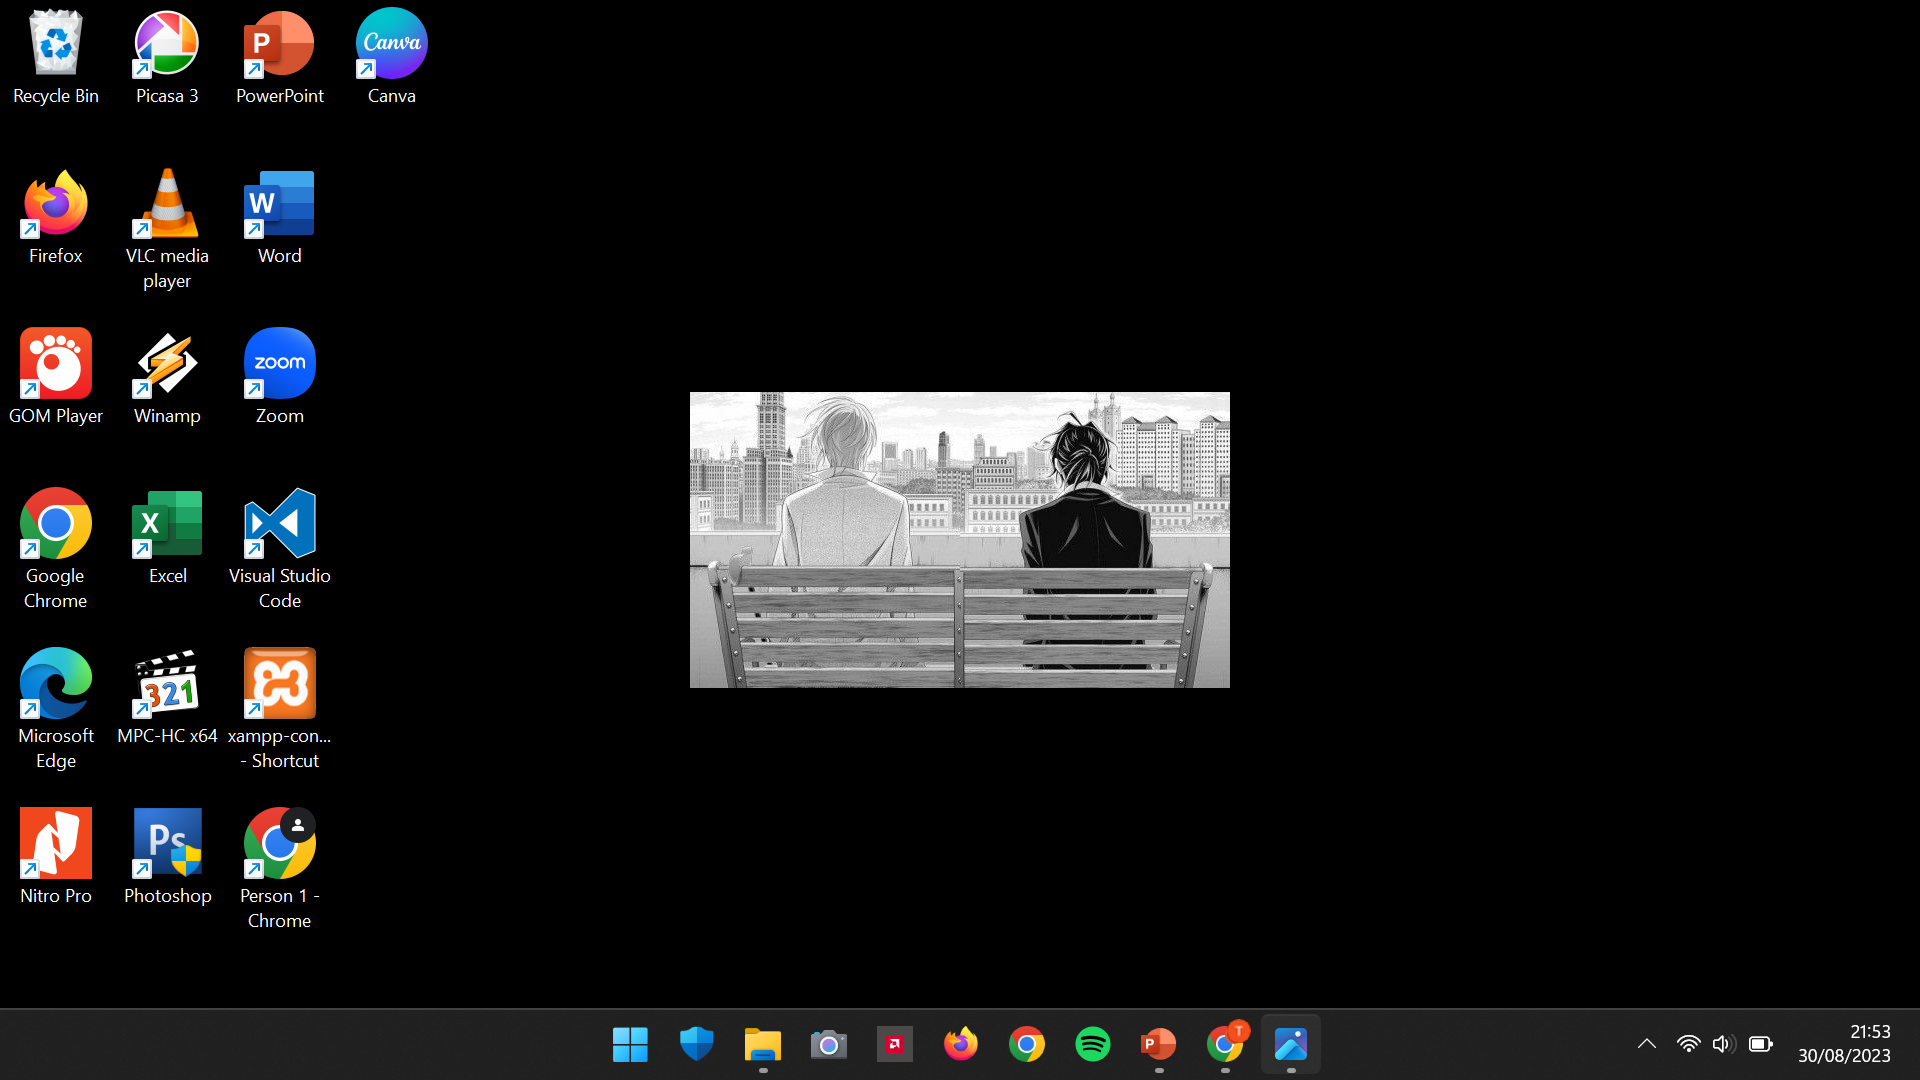 Canva
P
Recycle Bin
Picasa 3
PowerPoint
Canva
W
Firefox
VLC media
player
Word
zoom
GOM Player
Winamp
Zoom
X
Google
Chrome
Excel
Visual Studio
Code
321
Microsoft
Edge
MPC-HC x64
xampp-con...
- Shortcut
Ps
Nitro Pro
Photoshop
Person 1 -
Chrome
P
T
21:53
30/08/2023